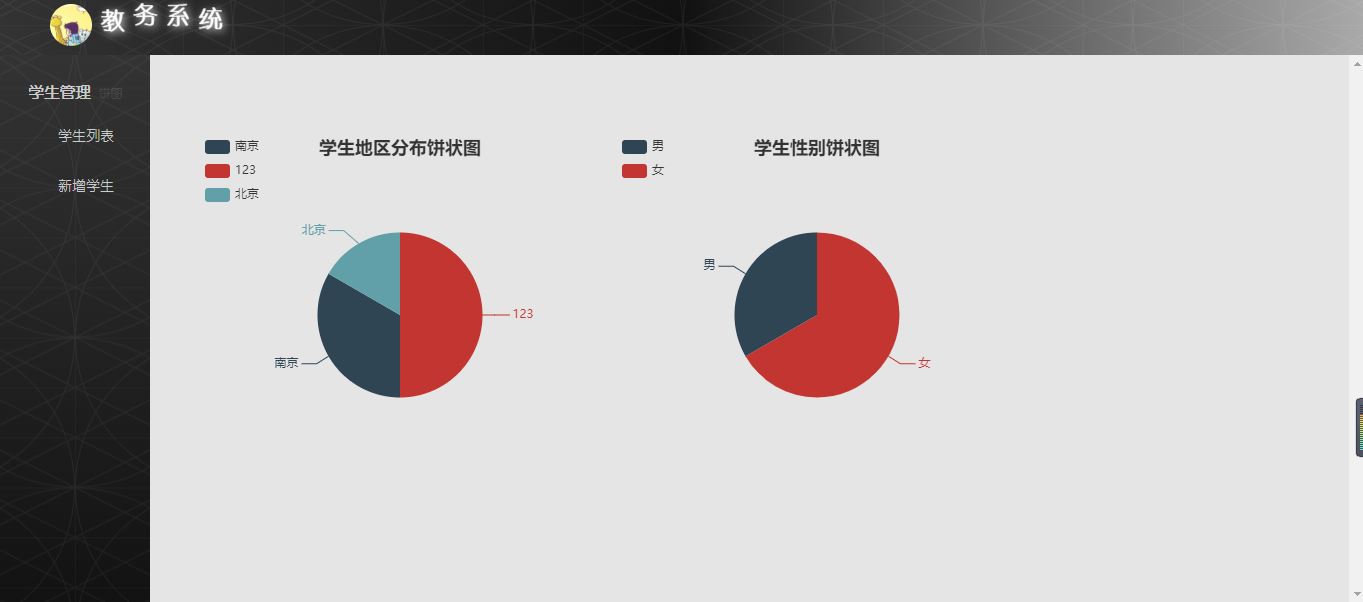 教务系统
学生管理 饼图
学生列表
新增学生
学生地区分布饼状图
南京
123
北京
北京
123
南京
学生性别饼状图
男
女
男
女